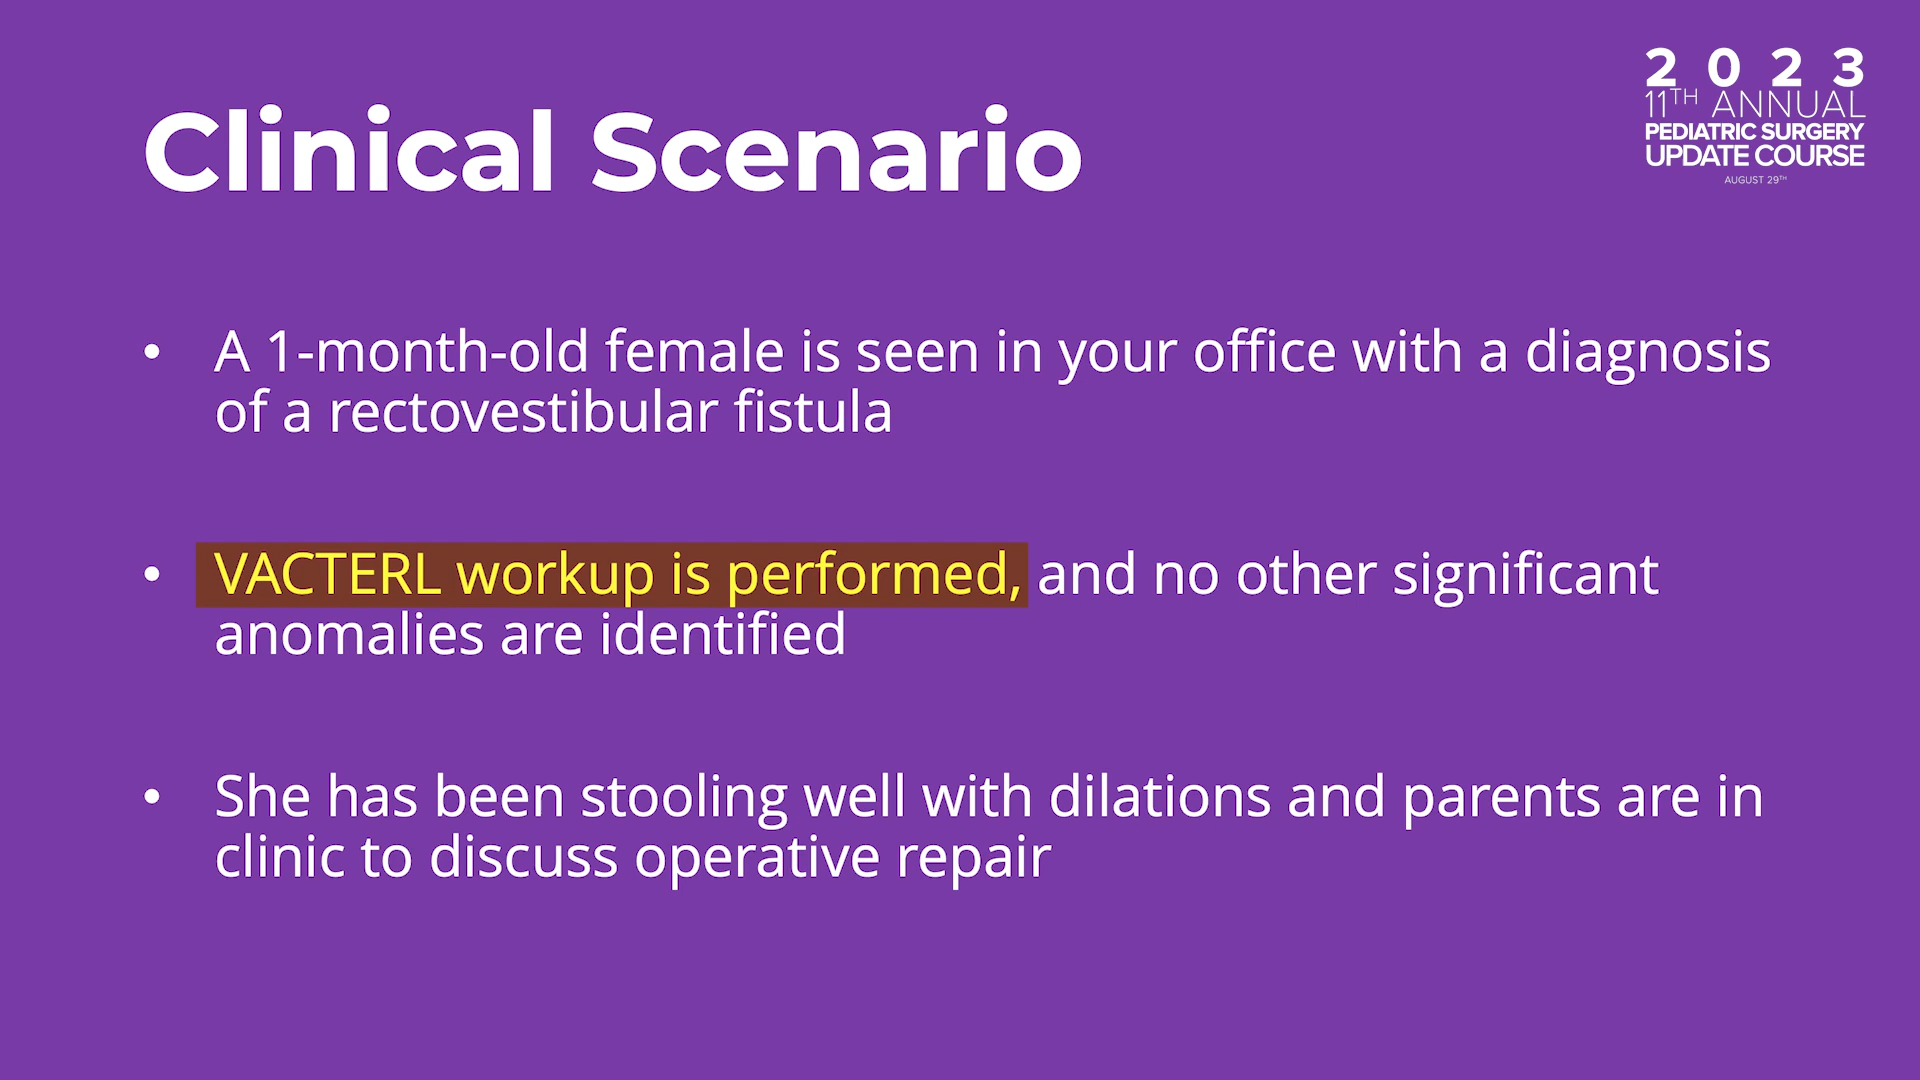 2023
11TH ANNUAL
PEDIATRIC SURGERY
UPDATE COURSE
AUGUST 29TH
Clinical Scenario
• A 1-month-old female is seen in your office with a diagnosis
of a rectovestibular fistula
• VACTERL workup is performed, and no other significant
anomalies are identified
• She has been stooling well with dilations and parents are in
clinic to discuss operative repair